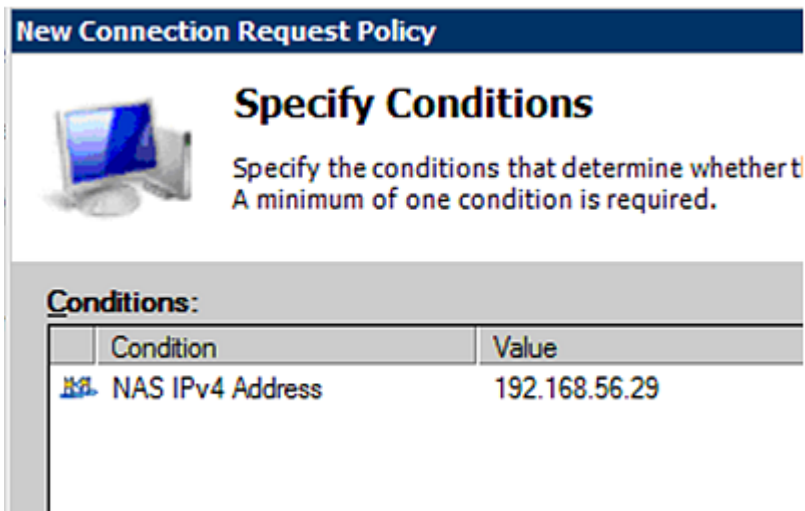 New Connection Request Policy
Specify Conditions
Specify the conditions that determine whether
A minimum of one condition is required.
Conditions:
Condition Value
NAS IPv4 Address 192.168.56.29